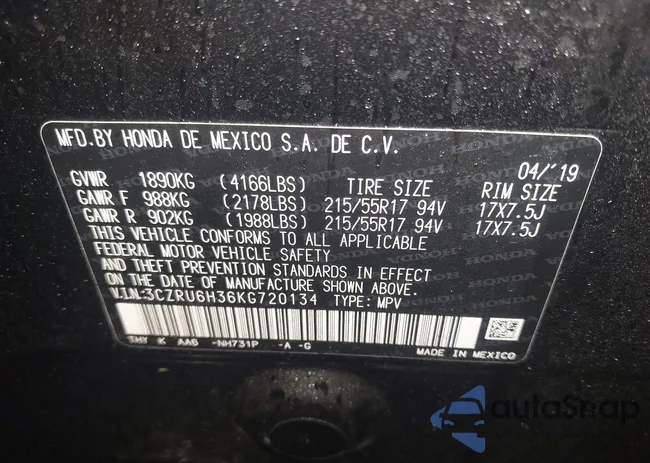 MFD.BY HONDA DE MEXICO S.A. DE C.V.
04/'19
GVWR 1890KG (4166LBS) TIRE SIZE RIM SIZE
GAWR F 988KG (2178LBS) 215/55R17 94V 17X7.5J
GAWR R 902KG (1988LBS) 215/55R17 94V 17X7.5J
THIS VEHICLE CONFORMS TO ALL APPLICABLE
FEDERAL MOTOR VEHICLE SAFETY
AND THEFT PREVENTION STANDARDS IN EFFECT
ON THE DATE OF MANUFACTURE SHOWN ABOVE.
V.I.N:3CZRU6H36KG720134 TYPE: MPV
TMY K AA6 -NH731P -A -G
MADE IN MEXICO
autoSnap